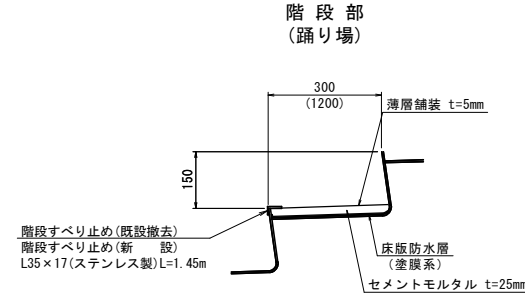 階 段 部
(踊り場)
300
(1200)
薄層舗装 t=5mm
150
階段すべり止め(既設撤去)
階段すべり止め(新　設)
L35×17(ステンレス製)L=1.45m
床版防水層
(塗膜系)
セメントモルタル t=25mm